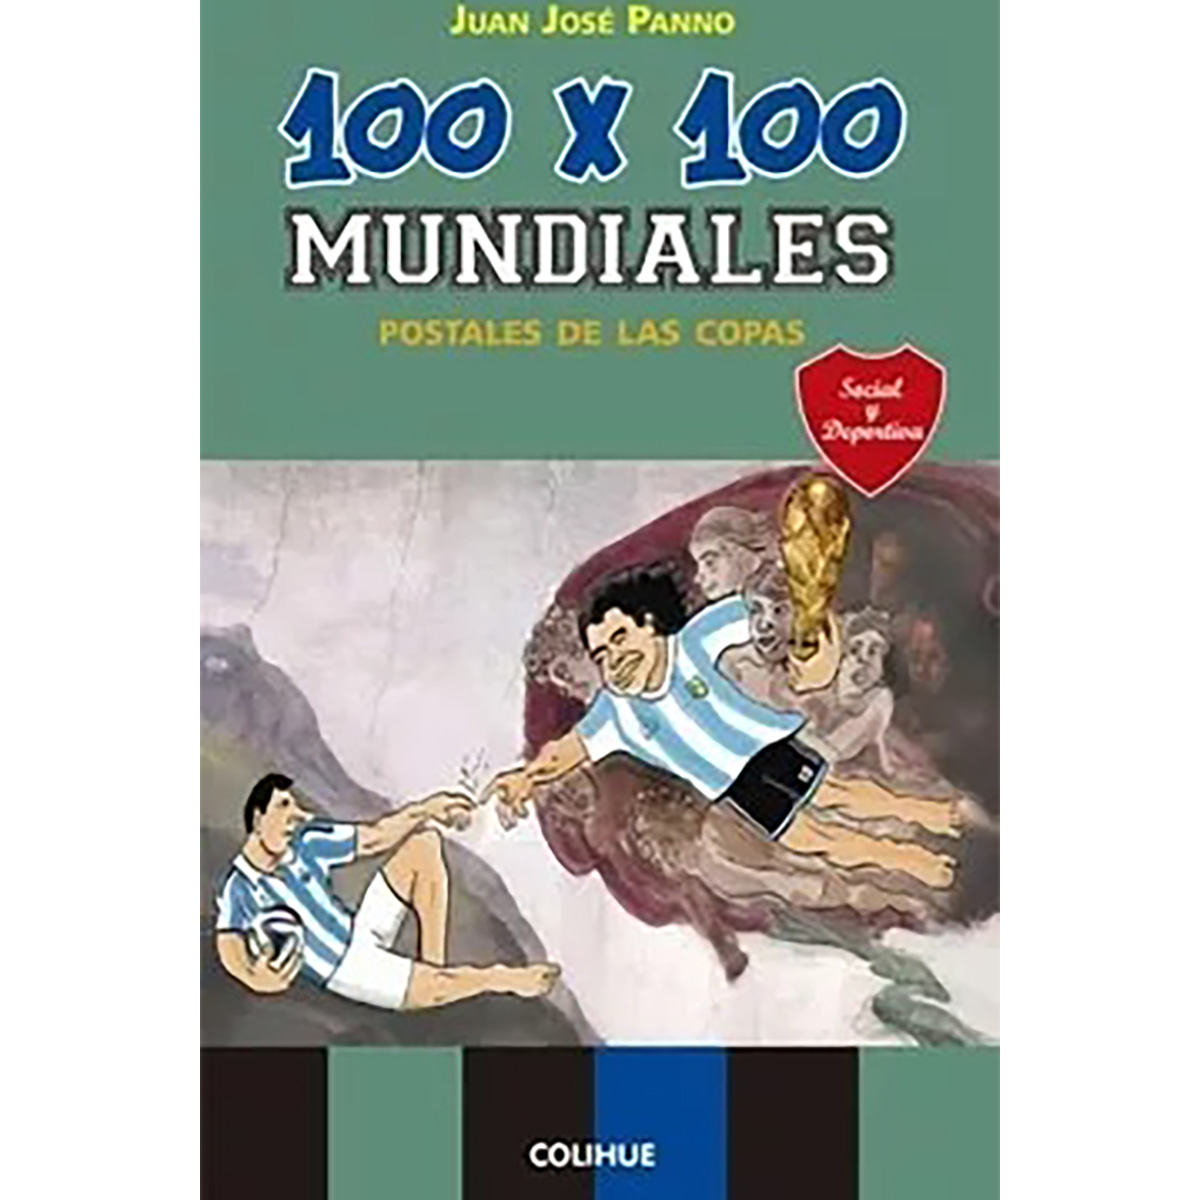 JUAN JOSÉ PANNO
100 X 100
MUNDIALES
POSTALES DE LAS COPAS
Social
y
Deportiva
COLIHUE